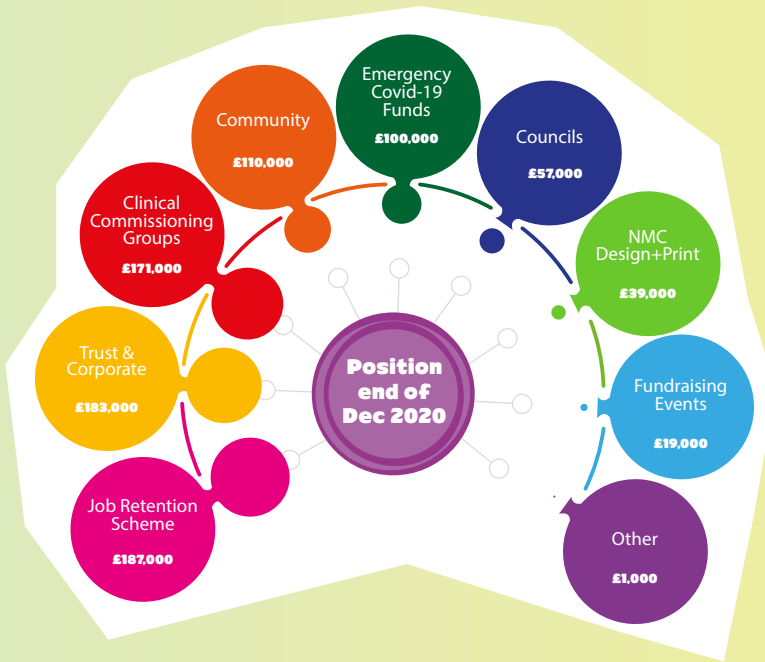 Emergency
Covid-19
Funds
£100,000
Community
£110,000
Councils
£57,000
Clinical
Commissioning
Groups
£171,000
NMC
Design+Print
£39,000
Trust &
Corporate
£183,000
Position
end of
Dec 2020
Fundraising
Events
£19,000
Job Retention
Scheme
£187,000
Other
£1,000